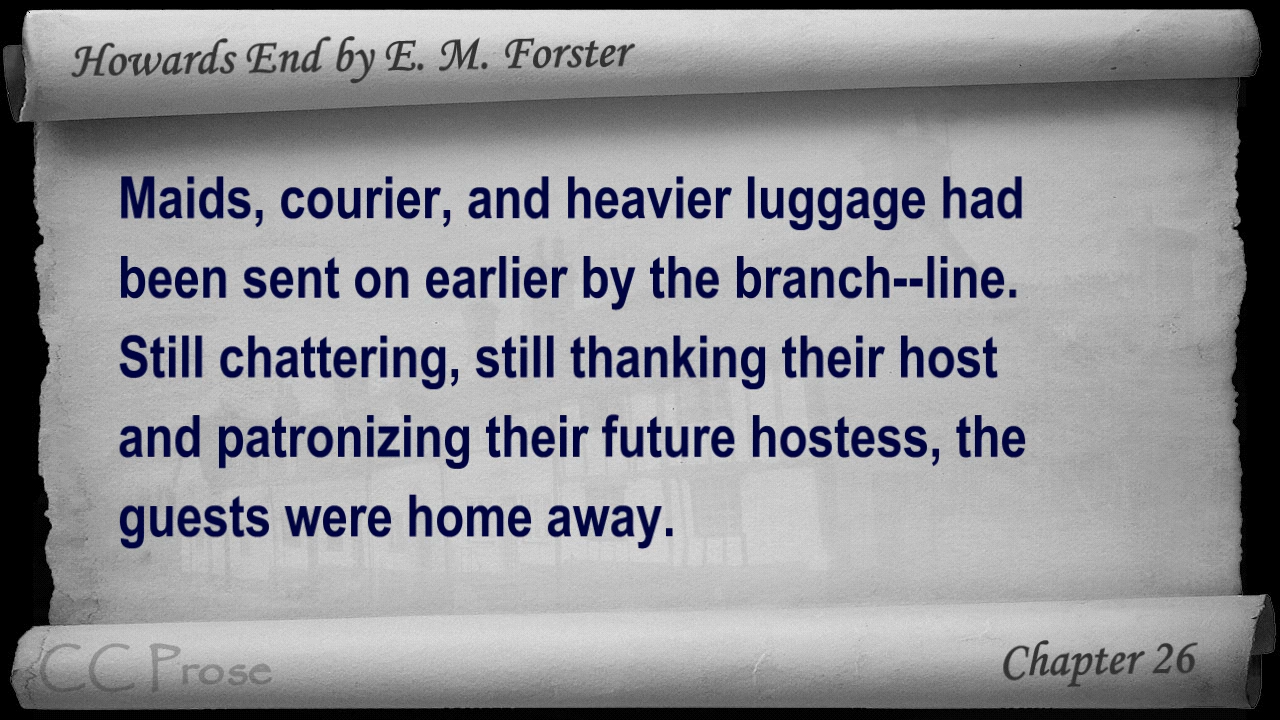 Howards End by E. M. Forster
Maids, courier, and heavier luggage had
been sent on earlier by the branch--line.
Still chattering, still thanking their host
and patronizing their future hostess, the
guests were home away.
CC Prose
Chapter 26